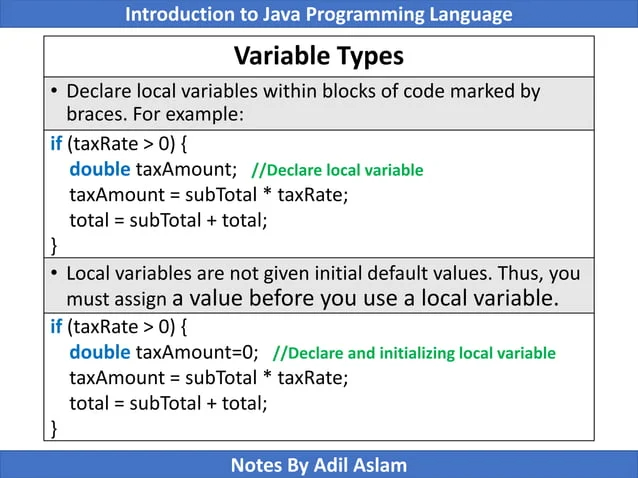 Introduction to Java Programming Language
Variable Types
• Declare local variables within blocks of code marked by
braces. For example:
if (taxRate > 0) {
double taxAmount; //Declare local variable
taxAmount = subTotal * taxRate;
total = subTotal + total;
}
• Local variables are not given initial default values. Thus, you
must assign a value before you use a local variable.
if (taxRate > 0) {
double taxAmount=0; //Declare and initializing local variable
taxAmount = subTotal * taxRate;
total = subTotal + total;
}
Notes By Adil Aslam